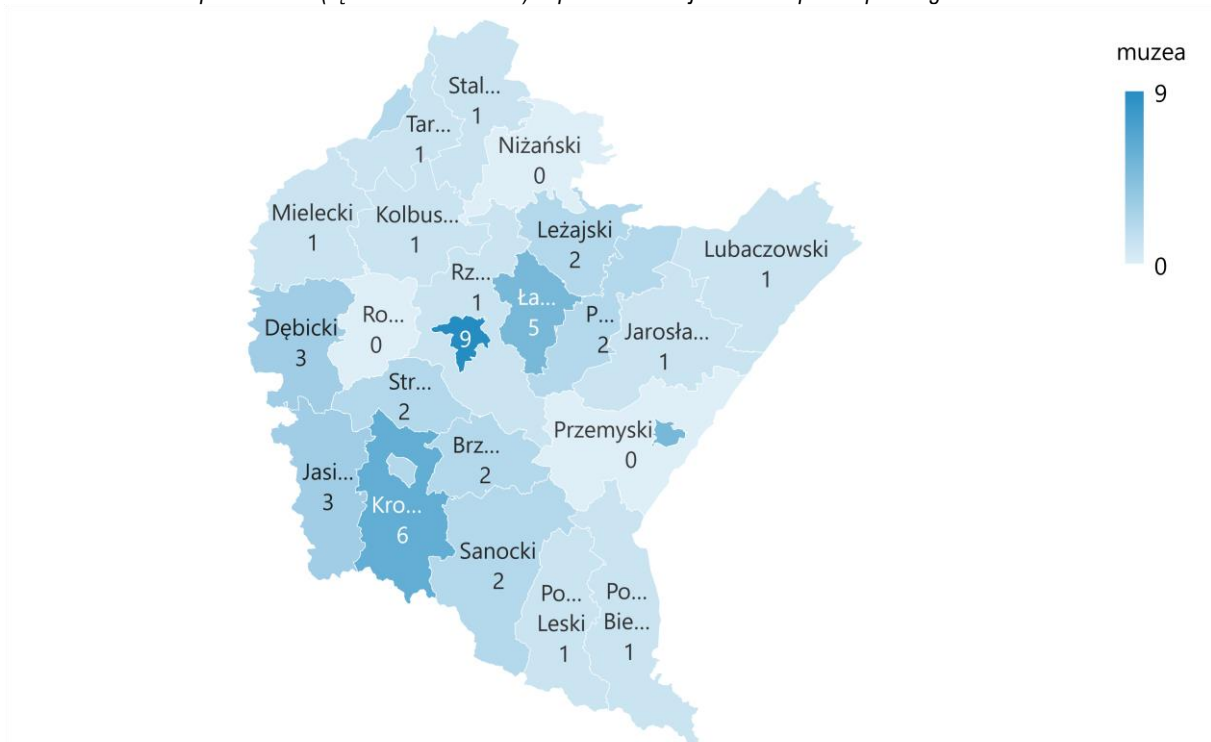 muzea
9
0
Stal...
1
Tar...
1
Niżański
0
Mielecki
1
Kolbus...
1
Leżajski
2
Lubaczowski
1
Rz...
1
Ła...
5
P...
2
Jarosła...
1
Dębicki
3
Ro...
0
9
Str...
2
Przemyski
0
Brz...
2
Jasi...
3
Kro...
6
Sanocki
2
Po...
Leski
1
Po...
Bie...
1